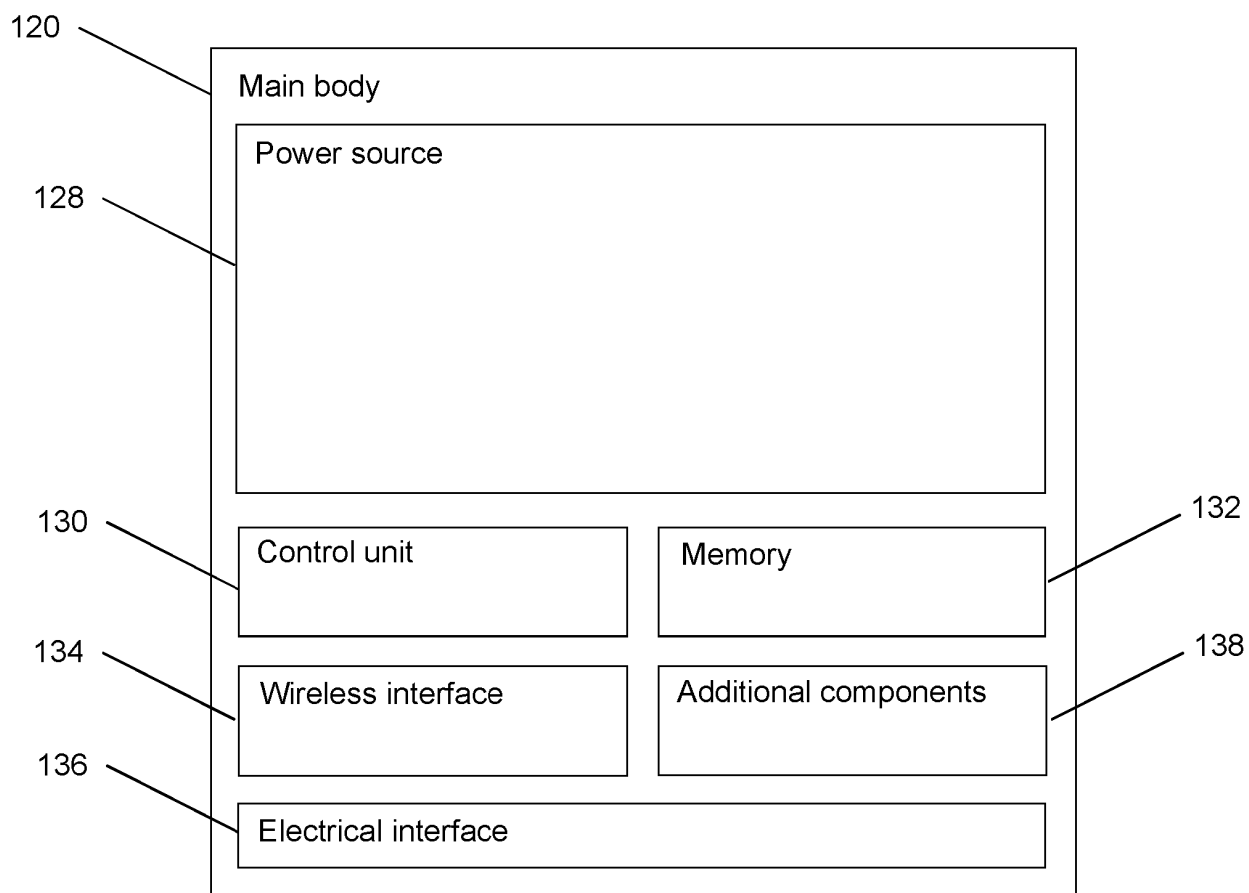 120
Main body
Power source
128
130
Control unit
Memory
132
134
Wireless interface
Additional components
138
136
Electrical interface